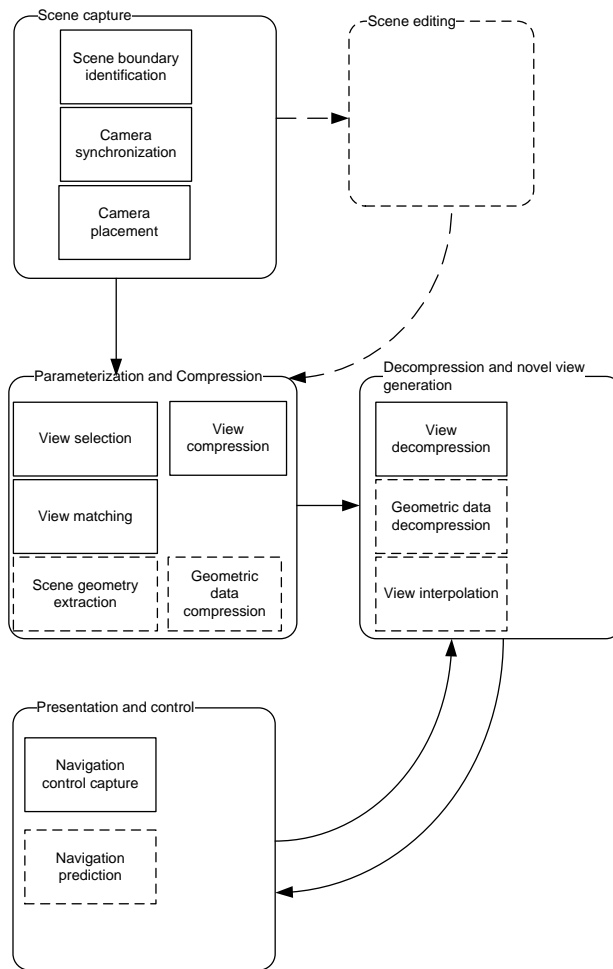 Scene capture
Scene boundary
identification
Camera
synchronization
Camera
placement
Scene editing
Parameterization and Compression
View selection
View
compression
View matching
Scene geometry
extraction
Geometric
data
compression
Decompression and novel view
generation
View
decompression
Geometric data
decompression
View interpolation
Presentation and control
Navigation
control capture
Navigation
prediction